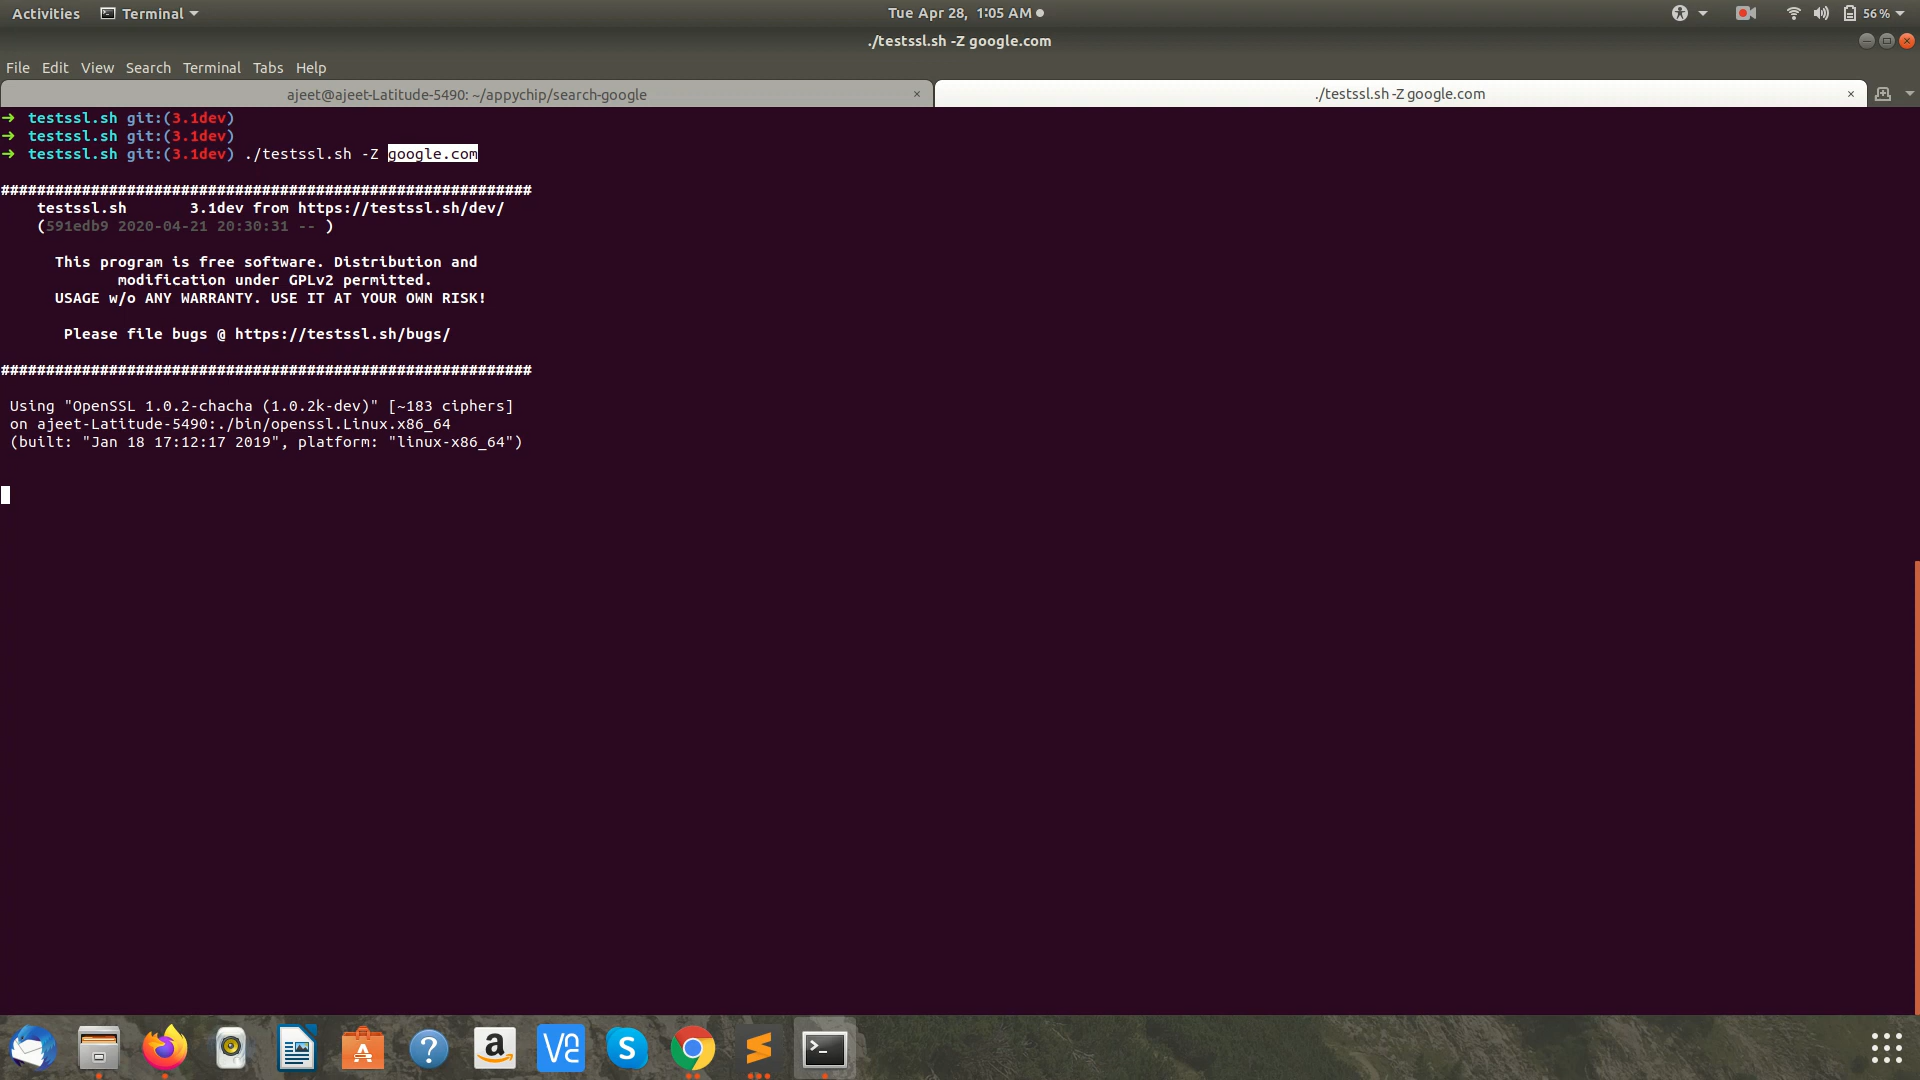 Activities Terminal Tue Apr 28, 1:05 AM 56%
./testssl.sh -Z google.com
File Edit View Search Terminal Tabs Help
ajeet@ajeet-Latitude-5490: ~/appychip/search-google × ./testssl.sh -Z google.com ×
➜ testssl.sh git:(3.1dev)
➜ testssl.sh git:(3.1dev)
➜ testssl.sh git:(3.1dev) ./testssl.sh -Z google.com
###########################################################
testssl.sh 3.1dev from https://testssl.sh/dev/
(591edb9 2020-04-21 20:30:31 -- )
This program is free software. Distribution and
modification under GPLv2 permitted.
USAGE w/o ANY WARRANTY. USE IT AT YOUR OWN RISK!
Please file bugs @ https://testssl.sh/bugs/
###########################################################
Using "OpenSSL 1.0.2-chacha (1.0.2k-dev)" [~183 ciphers]
on ajeet-Latitude-5490:./bin/openssl.Linux.x86_64
(built: "Jan 18 17:12:17 2019", platform: "linux-x86_64")
A ? a V2 S >_